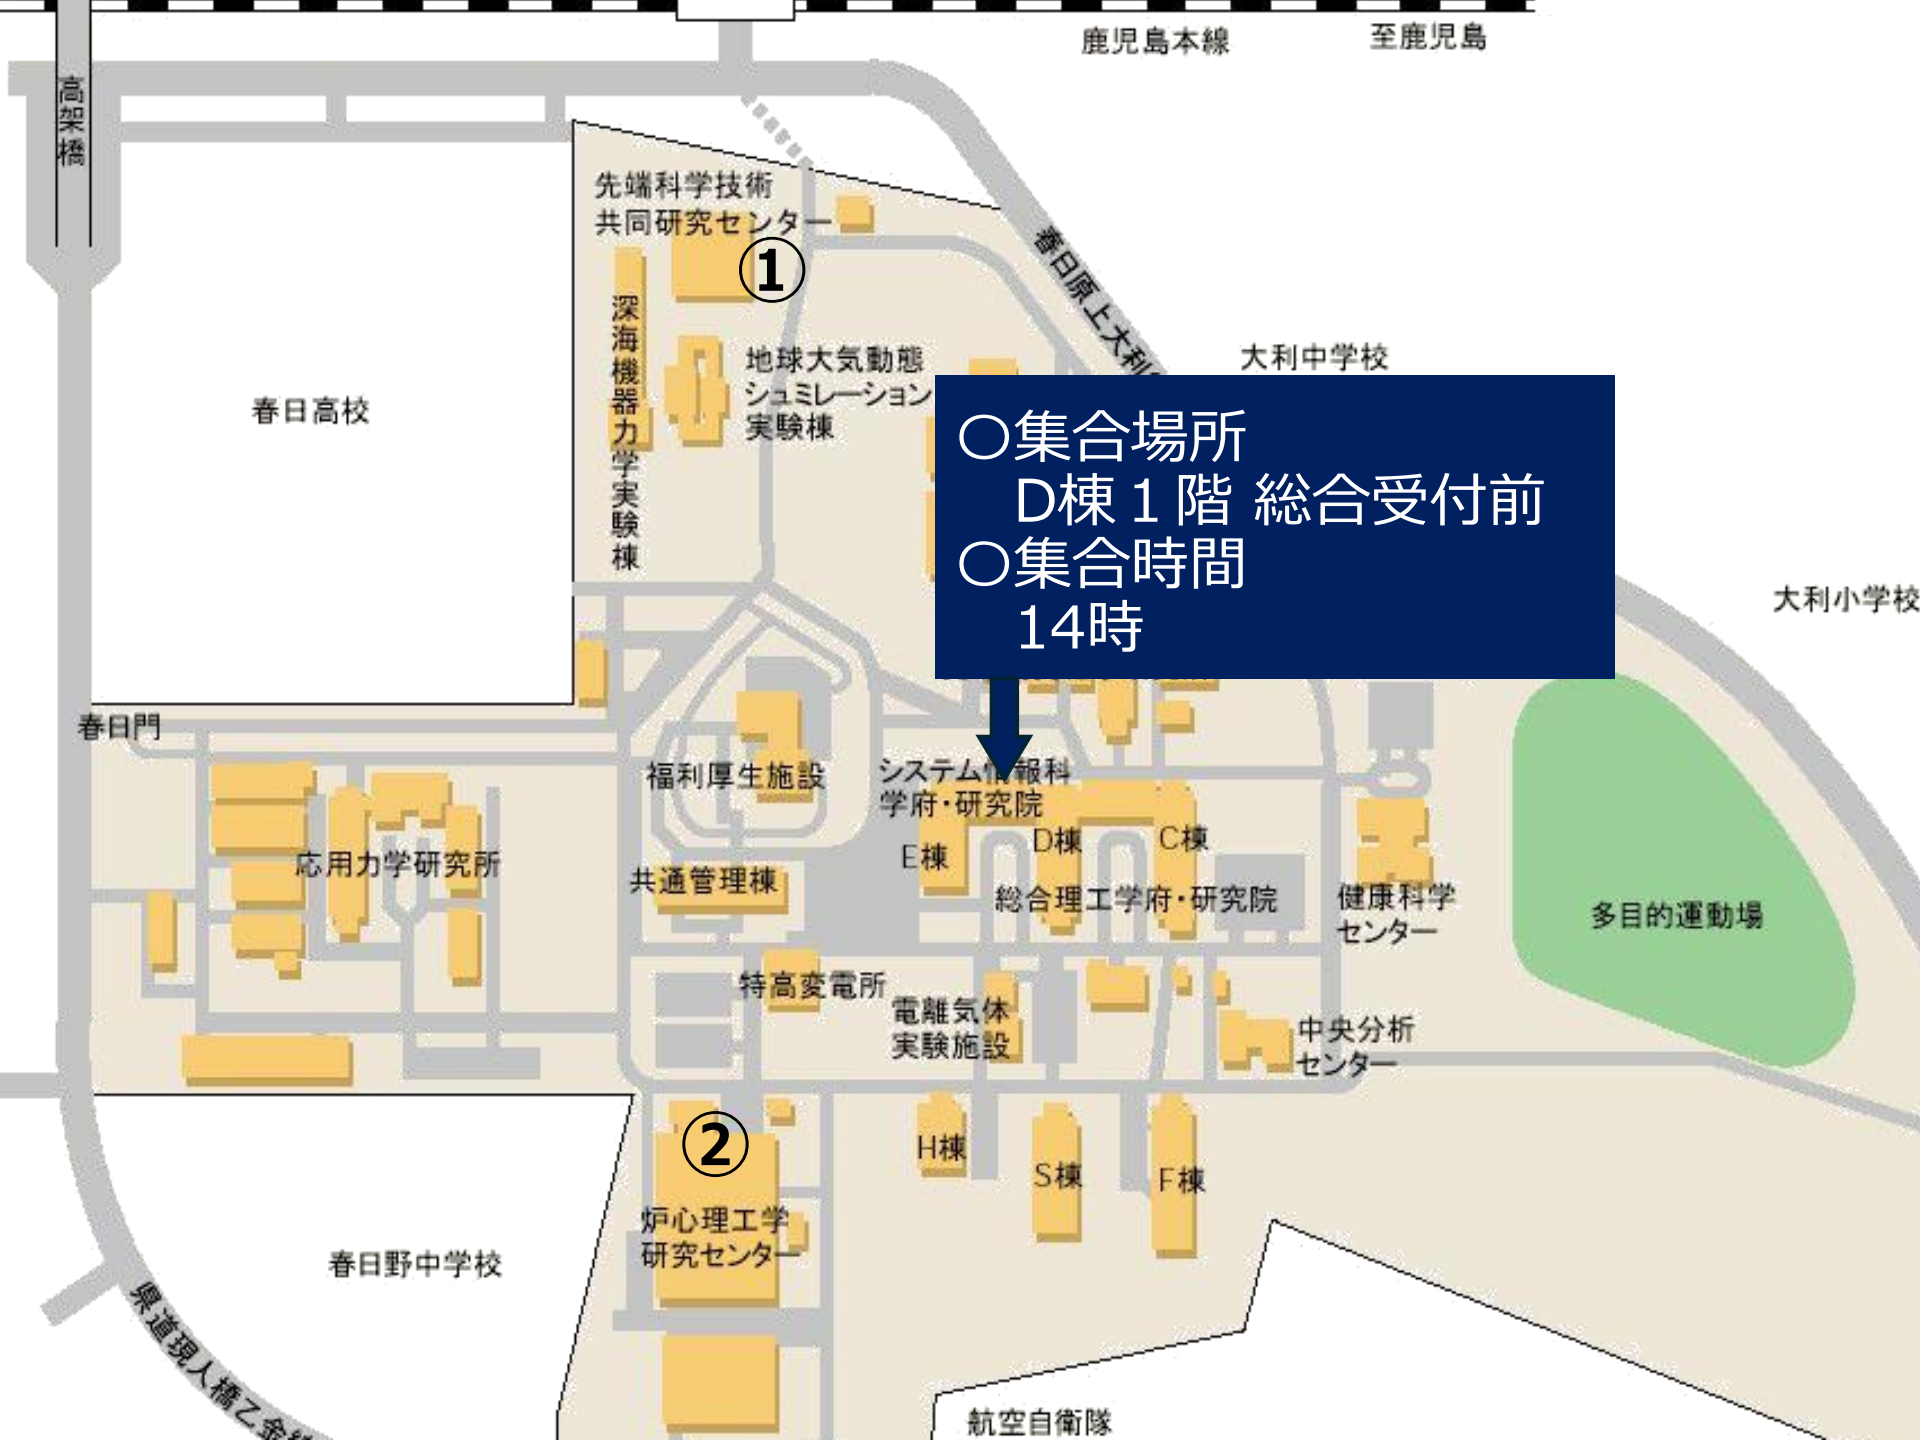 鹿児島本線
至鹿児島
高架橋
先端科学技術
共同研究センター
①
深海機器力学実験棟
地球大気動態
シュミレーション
実験棟
春日原上大利
大利中学校
春日高校
〇集合場所
D棟１階 総合受付前
〇集合時間
14時
大利小学校
春日門
福利厚生施設
システム情報科
学府・研究院
D棟
C棟
E棟
応用力学研究所
共通管理棟
総合理工学府・研究院
健康科学
センター
多目的運動場
特高変電所
電離気体
実験施設
中央分析
センター
②
H棟
S棟
F棟
炉心理工学
研究センター
春日野中学校
県道現人橋乙金
航空自衛隊